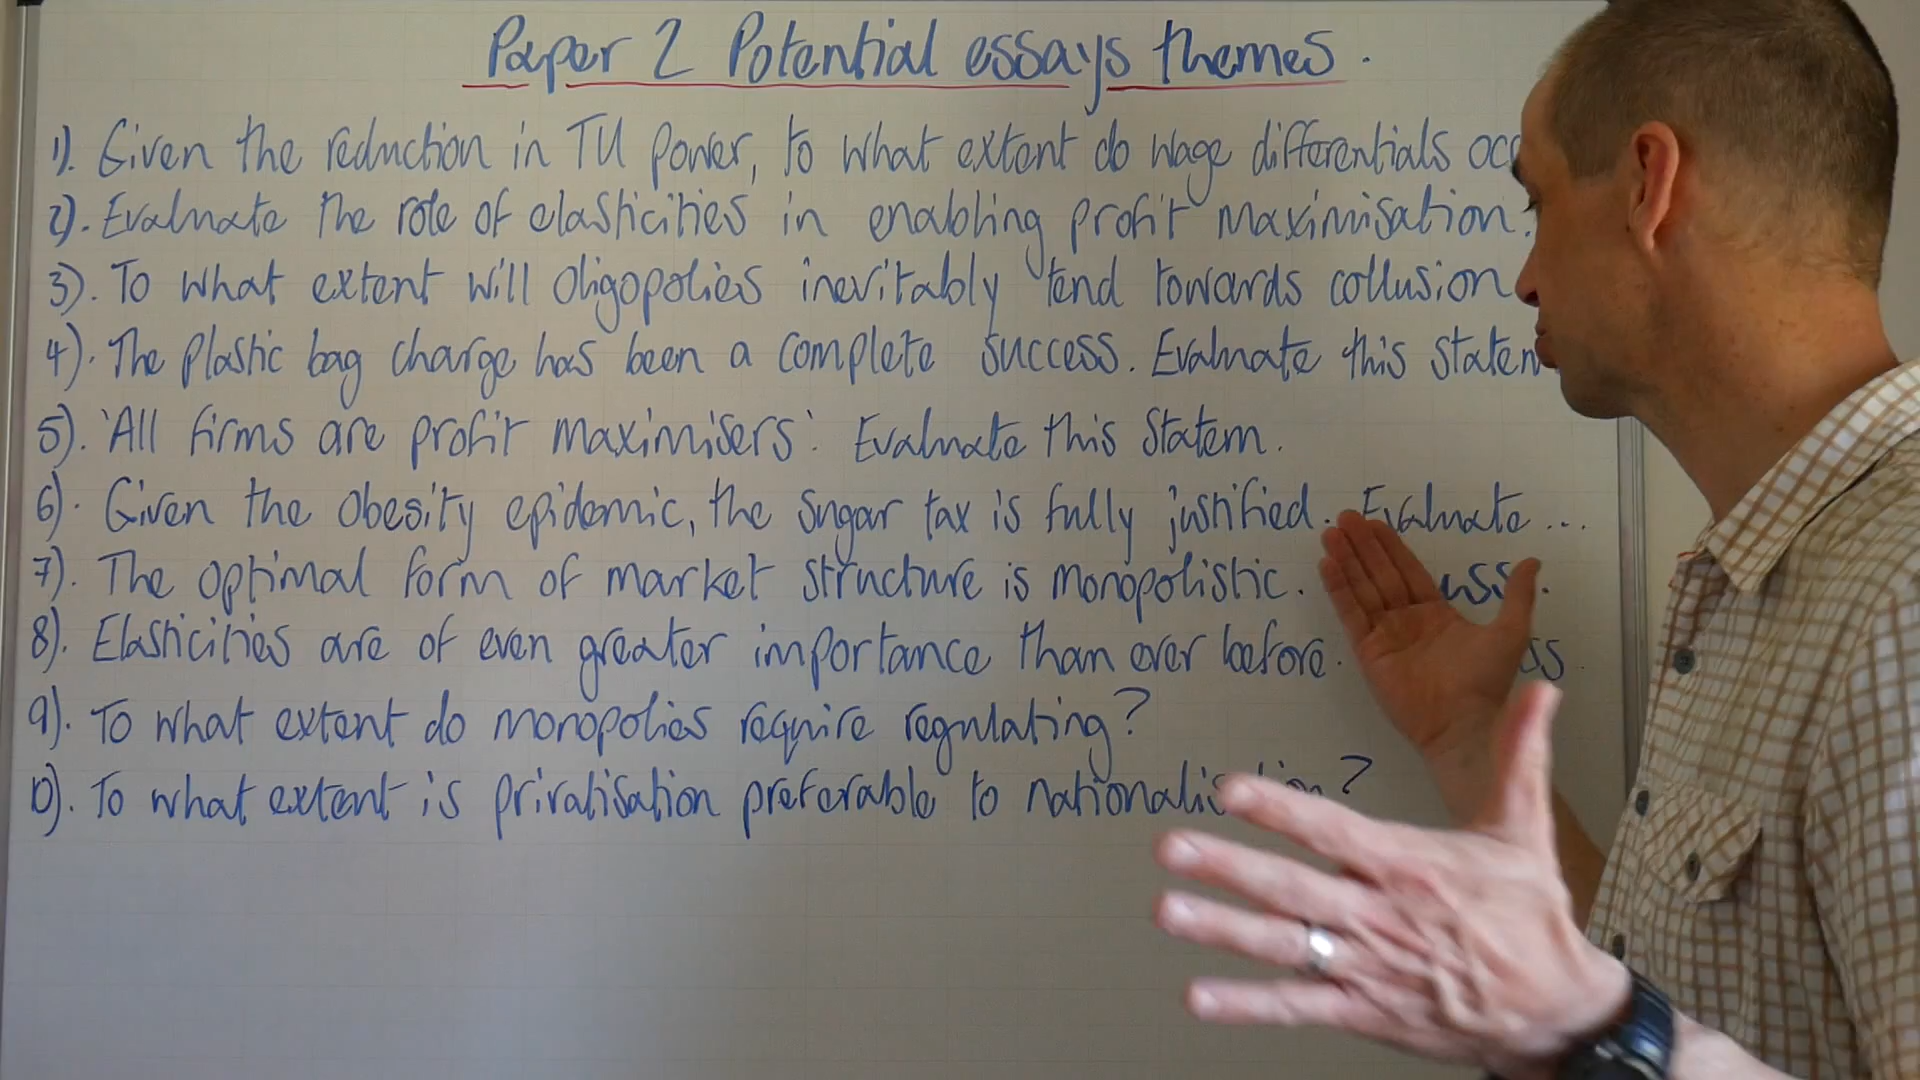 Paper 2 Potential essays themes.
1). Given the reduction in TU power, to what extent do wage differentials
2). Evaluate the role of elasticities in enabling profit maximisation.
3). To what extent will oligopolies inevitably tend towards collusion
4). The plastic bag charge has been a complete success. Evaluate this
5). 'All firms are profit maximisers'. Evaluate this statem.
6). Given the obesity epidemic, the sugar tax is fully justified. Evaluate...
7). The optimal form of market structure is monopolistic.
8). Elasticities are of even greater importance than ever before.
9). To what extent do monopolies require regulating?
10). To what extent is privatisation preferable to